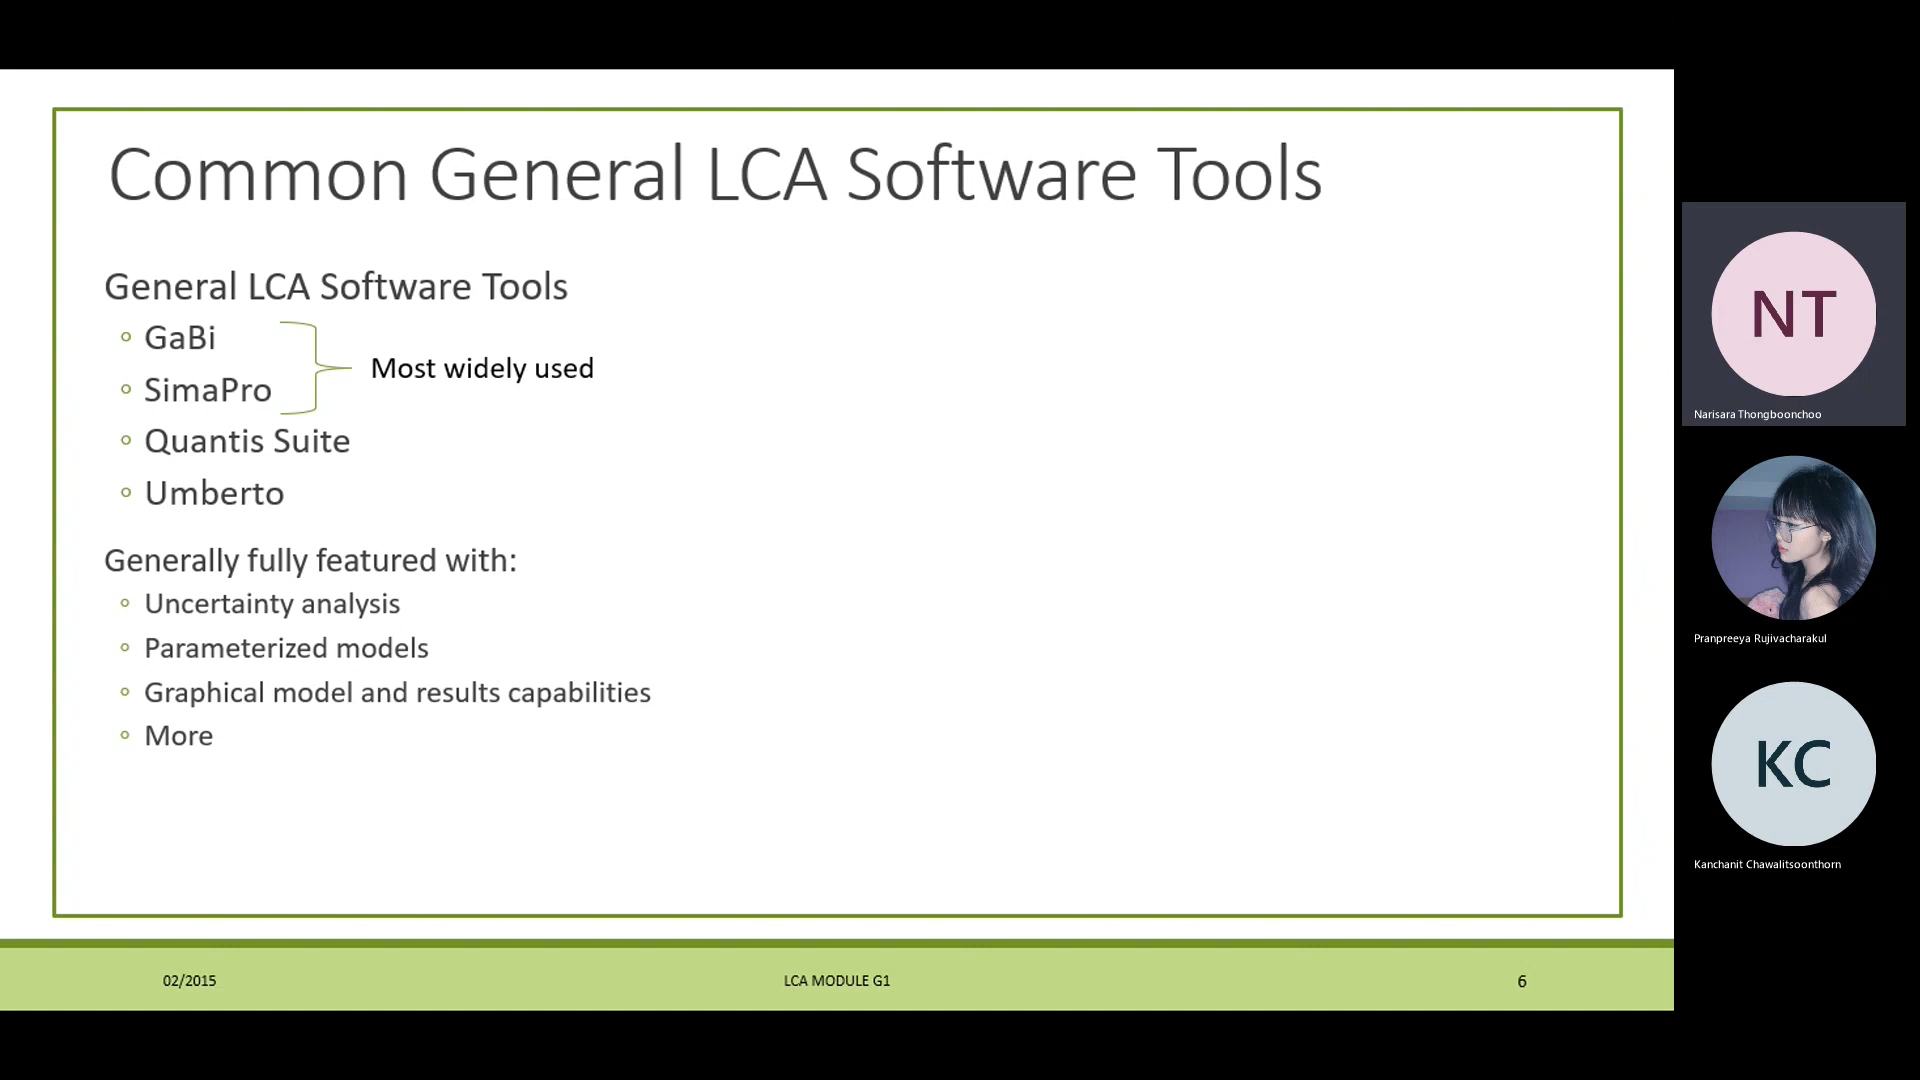 Common General LCA Software Tools
General LCA Software Tools
GaBi
SimaPro
Most widely used
Quantis Suite
Umberto
Generally fully featured with:
Uncertainty analysis
Parameterized models
Graphical model and results capabilities
More
02/2015
LCA MODULE G1
6
NT
Narisara Thongboonchoo
Pranpreeya Rujivacharakul
KC
Kanchanit Chawalitsoonthorn